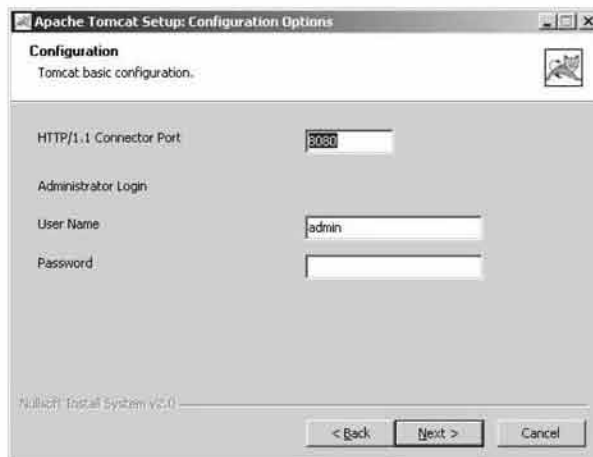 Apache Tomcat Setup: Configuration Options
Configuration
Tomcat basic configuration.
HTTP/1.1 Connector Port
8080
Administrator Login
User Name
admin
Password
Nullsoft Install System v2.0
< Back
Next >
Cancel